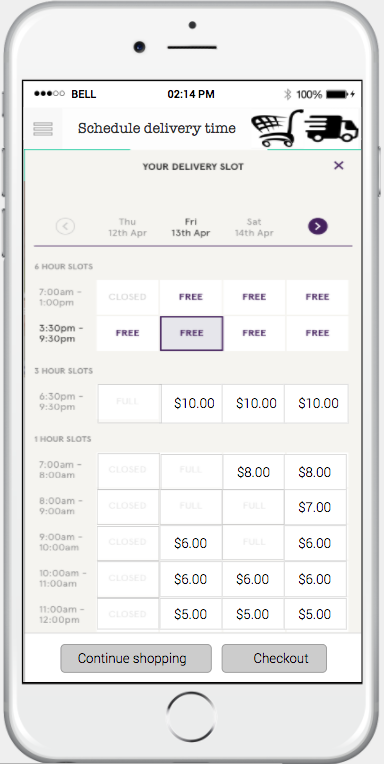 BELL 02:14 PM 100%
Schedule delivery time
YOUR DELIVERY SLOT ×
< Thu Fri Sat >
12th Apr 13th Apr 14th Apr
6 HOUR SLOTS
7:00am - CLOSED FREE FREE FREE
1:00pm
3:30pm - FREE FREE FREE FREE
9:30pm
3 HOUR SLOTS
6:30pm - FULL $10.00 $10.00 $10.00
9:30pm
1 HOUR SLOTS
7:00am - CLOSED FULL $8.00 $8.00
8:00am
8:00am - CLOSED FULL FULL $7.00
9:00am
9:00am - CLOSED $6.00 FULL $6.00
10:00am
10:00am - CLOSED $6.00 $6.00 $6.00
11:00am
11:00am - CLOSED $5.00 $5.00 $5.00
12:00pm
Continue shopping Checkout